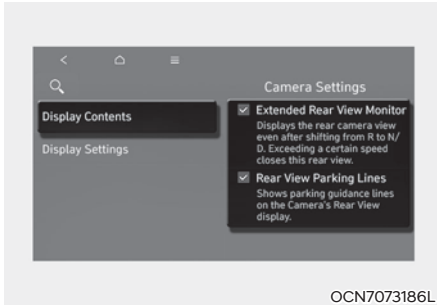 Camera Settings
Display Contents
Display Settings
Extended Rear View Monitor
Displays the rear camera view
even after shifting from R to N/
D. Exceeding a certain speed
closes this rear view.
Rear View Parking Lines
Shows parking guidance lines
on the Camera's Rear View
display.
OCN7073186L